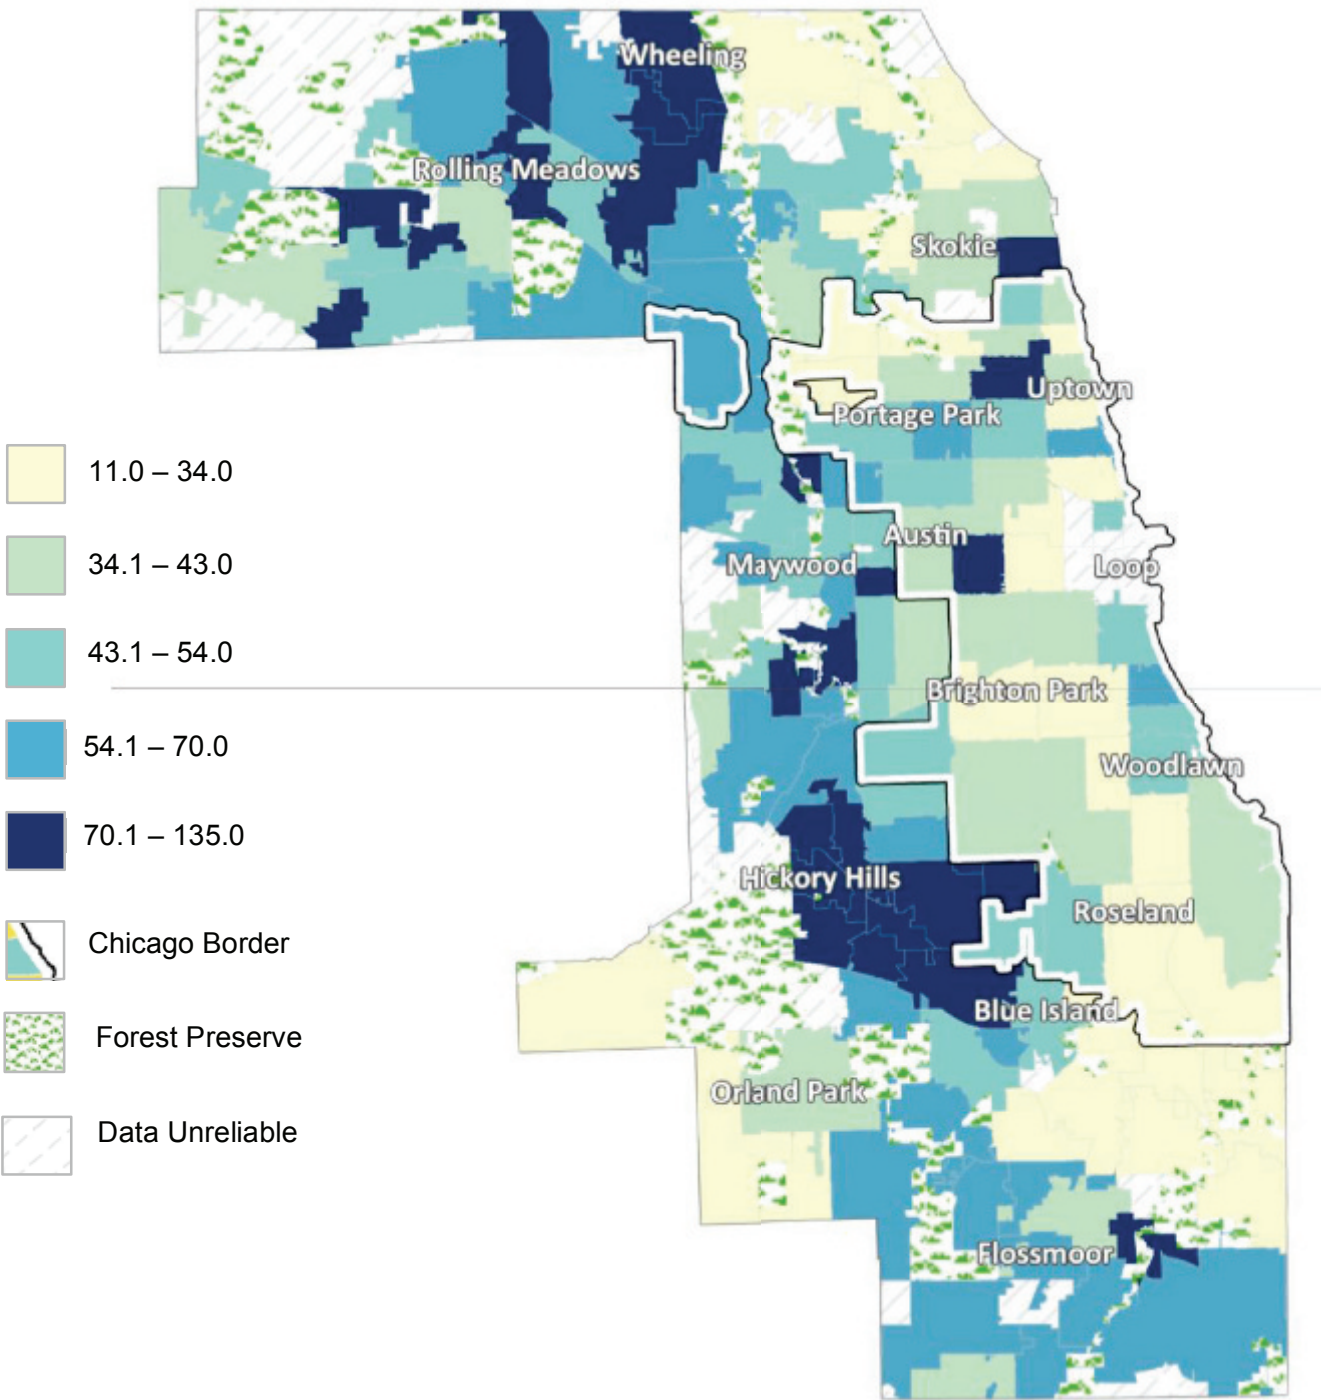 Wheeling
Rolling Meadows
Skokie
Uptown
Portage Park
11.0 – 34.0
Austin
34.1 – 43.0
Maywood
Loop
43.1 – 54.0
Brighton Park
54.1 – 70.0
Woodlawn
70.1 – 135.0
Hickory Hills
Roseland
Chicago Border
Blue Island
Forest Preserve
Orland Park
Data Unreliable
Flossmoor